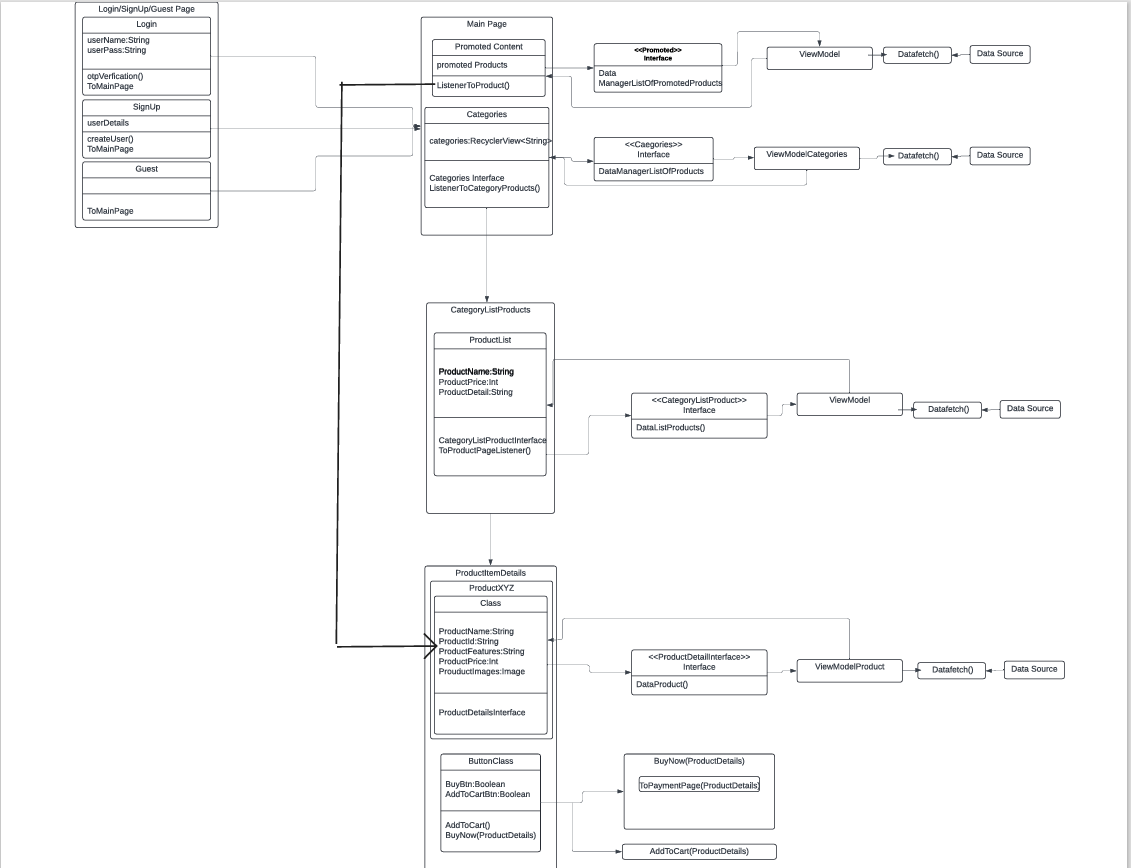 Login/SignUp/Guest Page
Login
userName:String
userPass:String
otpVerfication()
ToMainPage
SignUp
userDetails
createUser()
ToMainPage
Guest
ToMainPage
Main Page
Promoted Content
promoted Products
ListenerToProduct()
Categories
categories:RecyclerView<String>
Categories Interface
ListenerToCategoryProducts()
<<Promoted>>
Interface
Data
ManagerListOfPromotedProducts
ViewModel
Datafetch()
Data Source
<<Caegories>>
Interface
DataManagerListOfProducts
ViewModelCategories
Datafetch()
Data Source
CategoryListProducts
ProductList
ProductName:String
ProductPrice:Int
ProductDetail:String
CategoryListProductInterface
ToProductPageListener()
<<CategoryListProduct>>
Interface
DataListProducts()
ViewModel
Datafetch()
Data Source
ProductItemDetails
ProductXYZ
Class
ProductName:String
ProductId:String
ProductFeatures:String
ProductPrice:Int
ProuductImages:Image
ProductDetailsInterface
<<ProductDetailInterface>>
Interface
DataProduct()
ViewModelProduct
Datafetch()
Data Source
ButtonClass
BuyBtn:Boolean
AddToCartBtn:Boolean
AddToCart()
BuyNow(ProductDetails)
BuyNow(ProductDetails)
ToPaymentPage(ProductDetails)
AddToCart(ProductDetails)